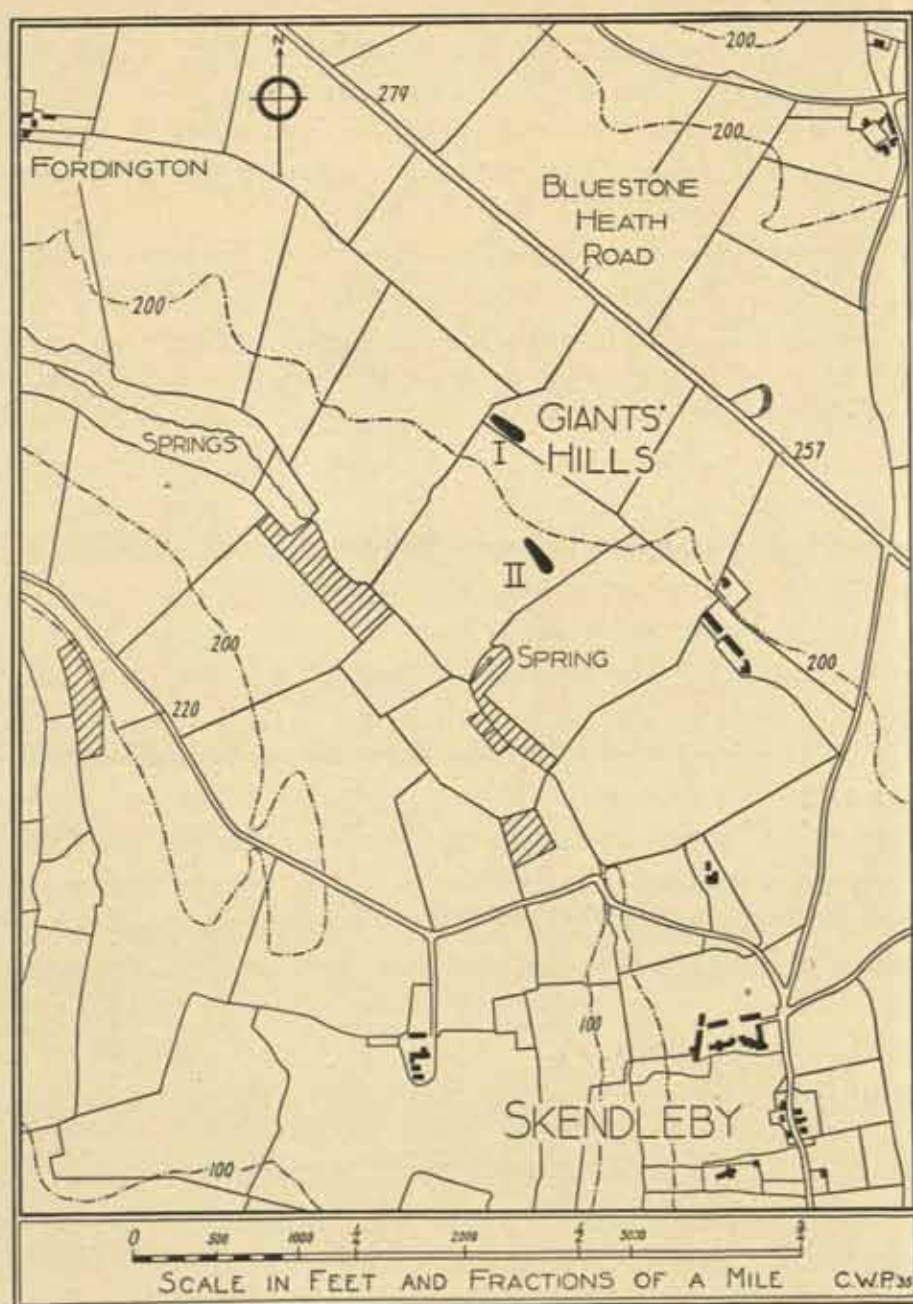 200
N
279
200
FORDINGTON
BLUESTONE
HEATH
ROAD
200
GIANTS'
HILLS
I
SPRINGS
257
II
200
SPRING
200
220
100
SKENDLEBY
100
0 500 1000 1/4 2000 1/2 3000 3/4
SCALE IN FEET AND FRACTIONS OF A MILE C.W.P. 35